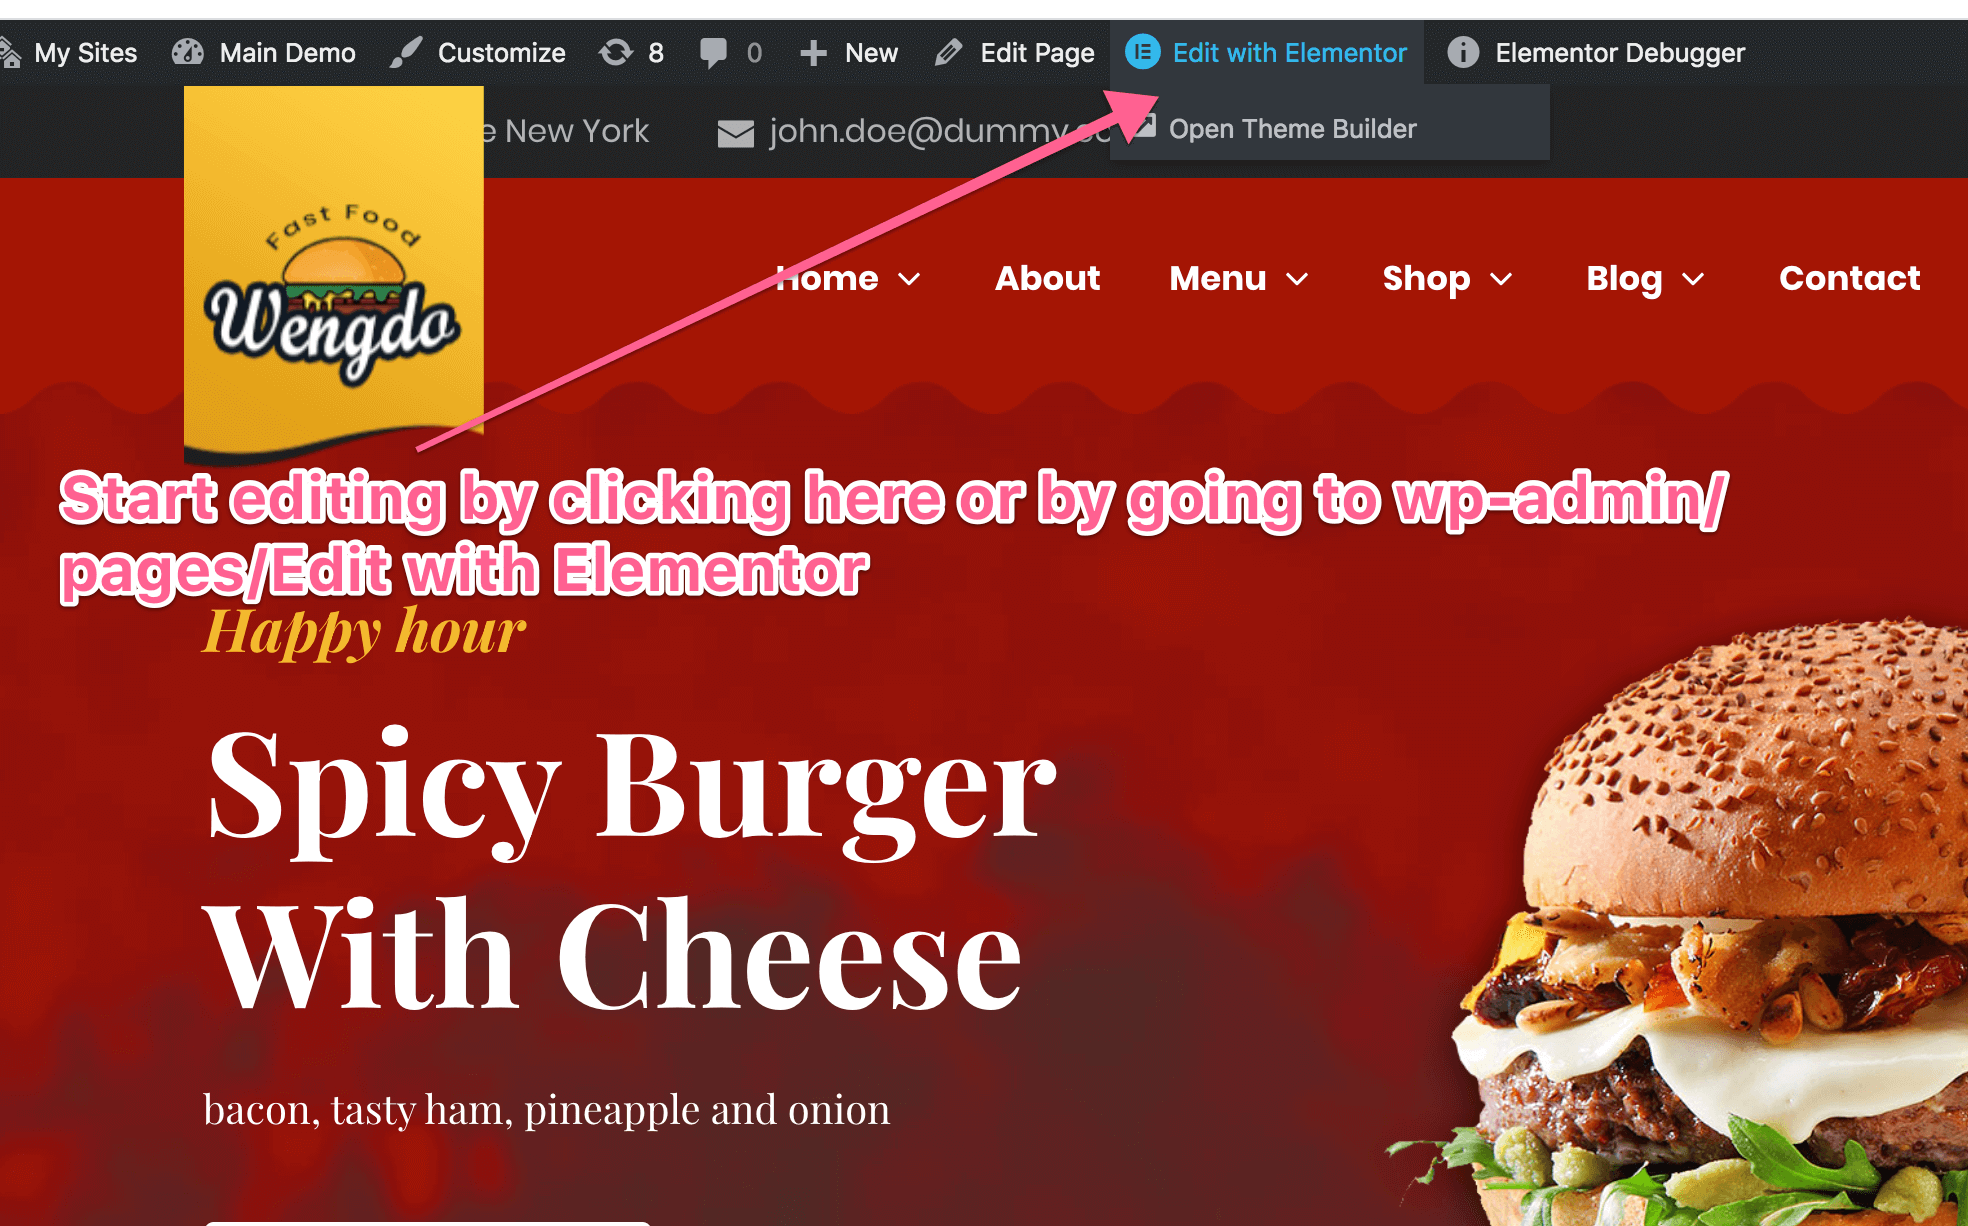 My Sites Main Demo Customize 8 0 New Edit Page Edit with Elementor Elementor Debugger
New York john.doe@dummy Open Theme Builder
Fast Food
Wengdo
Home About Menu Shop Blog Contact
Start editing by clicking here or by going to wp-admin/
pages/Edit with Elementor
Happy hour
Spicy Burger
With Cheese
bacon, tasty ham, pineapple and onion